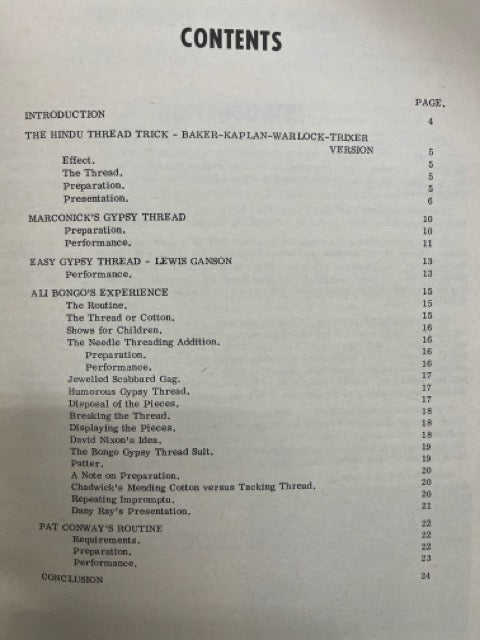 CONTENTS
PAGE.
INTRODUCTION 4
THE HINDU THREAD TRICK - BAKER-KAPLAN-WARLOCK-TRIXER
VERSION 5
Effect. 5
The Thread. 5
Preparation. 5
Presentation. 6
MARCONICK'S GYPSY THREAD 10
Preparation. 10
Performance. 11
EASY GYPSY THREAD - LEWIS GANSON 13
Performance. 13
ALI BONGO'S EXPERIENCE 15
The Routine. 15
The Thread or Cotton. 15
Shows for Children. 16
The Needle Threading Addition. 16
Preparation. 16
Performance. 16
Jewelled Scabbard Gag. 17
Humorous Gypsy Thread. 17
Disposal of the Pieces. 17
Breaking the Thread. 18
Displaying the Pieces. 18
David Nixon's Idea. 18
The Bongo Gypsy Thread Suit. 19
Patter. 19
A Note on Preparation. 20
Chadwick's Mending Cotton versus Tacking Thread. 20
Repeating Impromptu. 20
Dany Ray's Presentation. 21
PAT CONWAY'S ROUTINE 22
Requirements. 22
Preparation. 22
Performance. 23
CONCLUSION 24